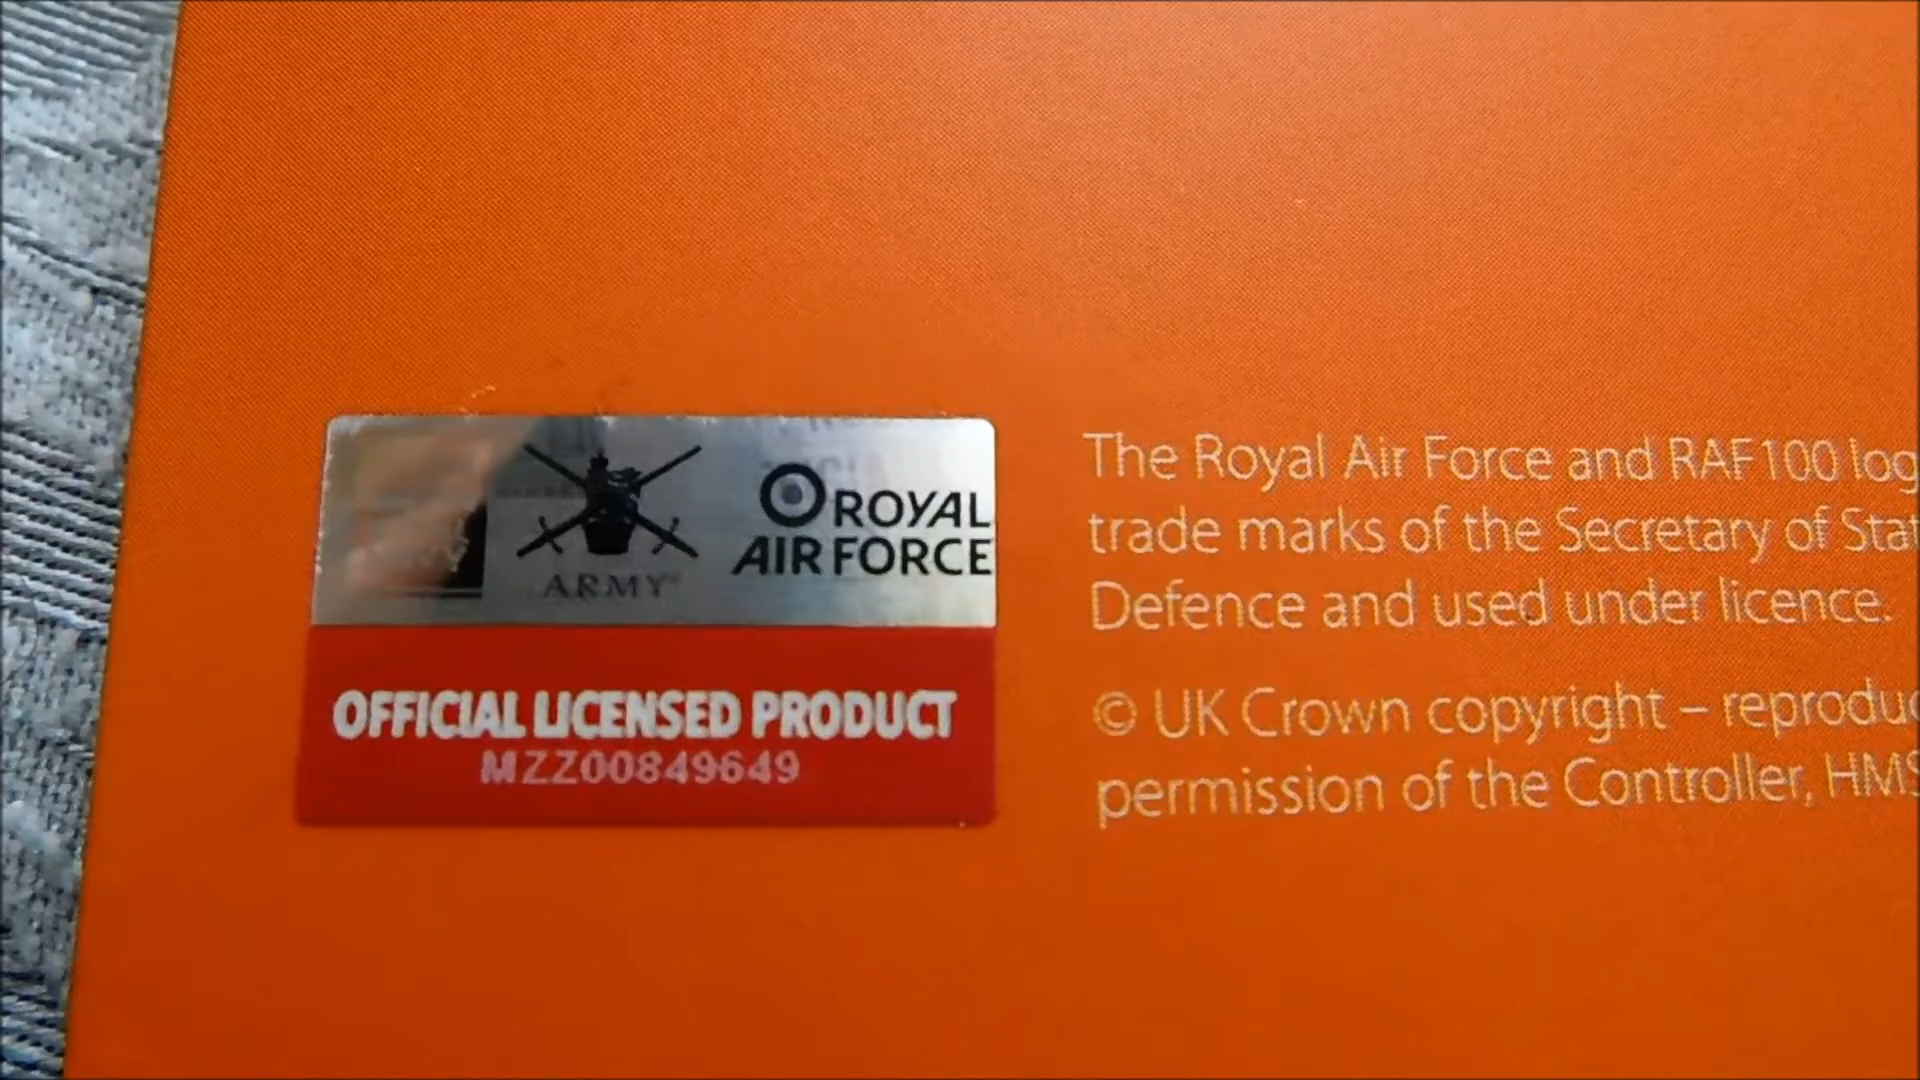 ROYAL
AIR FORCE
ARMY
OFFICIAL LICENSED PRODUCT
MZZ00849649
The Royal Air Force and RAF100
trade marks of the Secretary of
Defence and used under licence.
© UK Crown copyright –
permission of the Controller,